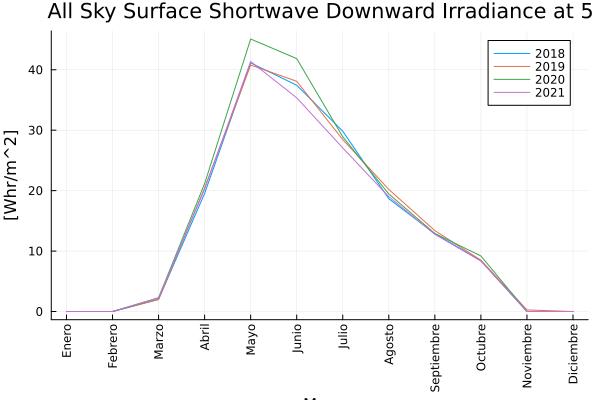 All Sky Surface Shortwave Downward Irradiance at 5
2018
2019
2020
2021
[Whr/m^2]
40
30
20
10
0
Enero
Febrero
Marzo
Abril
Mayo
Junio
Julio
Agosto
Septiembre
Octubre
Noviembre
Diciembre